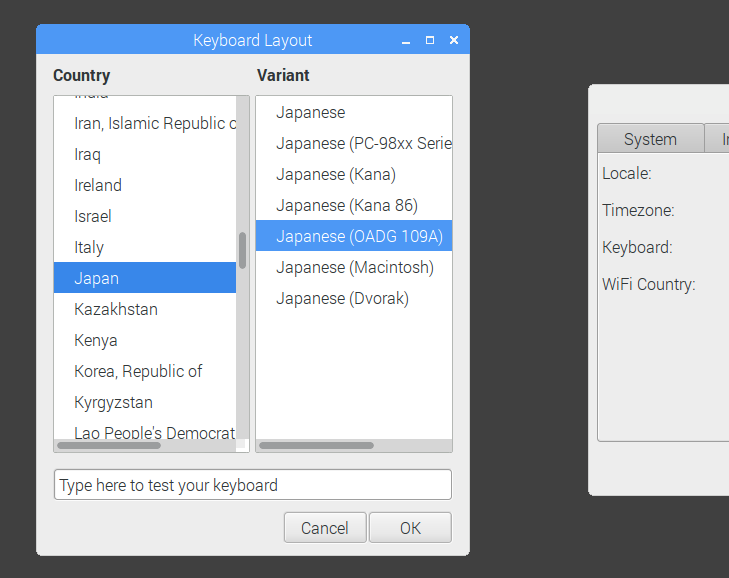 Keyboard Layout
Country
Variant
India
Iran, Islamic Republic o
Iraq
Ireland
Israel
Italy
Japan
Kazakhstan
Kenya
Korea, Republic of
Kyrgyzstan
Lao People's Democrat
Japanese
Japanese (PC-98xx Serie
Japanese (Kana)
Japanese (Kana 86)
Japanese (OADG 109A)
Japanese (Macintosh)
Japanese (Dvorak)
Type here to test your keyboard
Cancel
OK
System
Locale:
Timezone:
Keyboard:
WiFi Country: